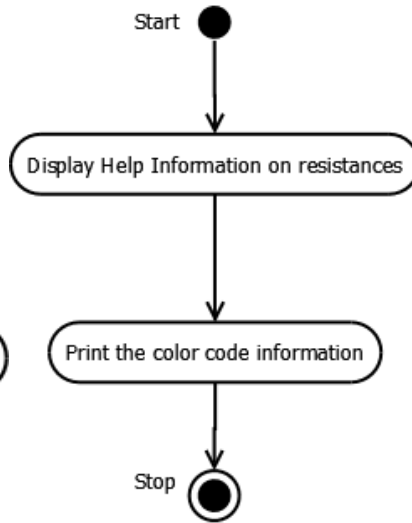 Start
Display Help Information on resistances
Print the color code information
Stop